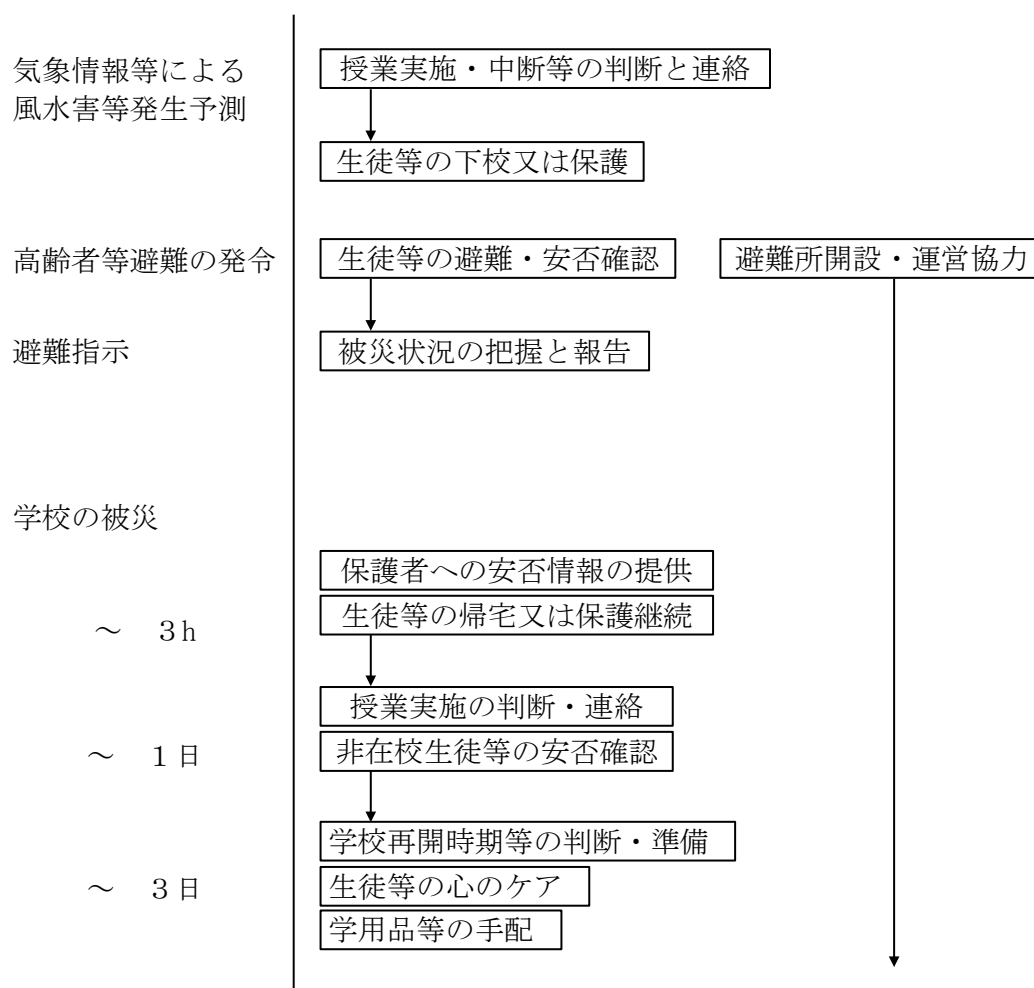 気象情報等による
風水害等発生予測
授業実施・中断等の判断と連絡
生徒等の下校又は保護
高齢者等避難の発令
生徒等の避難・安否確認
避難所開設・運営協力
避難指示
被災状況の把握と報告
学校の被災
保護者への安否情報の提供
～ 3h
生徒等の帰宅又は保護継続
授業実施の判断・連絡
～ 1日
非在校生徒等の安否確認
学校再開時期等の判断・準備
～ 3日
生徒等の心のケア
学用品等の手配